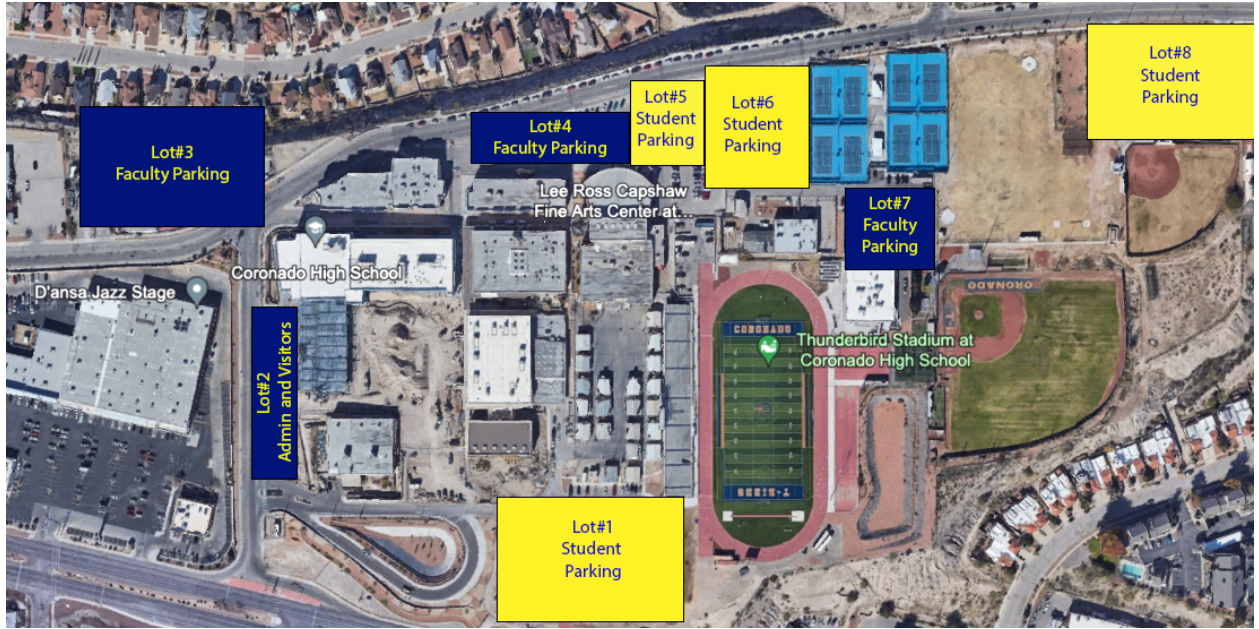 Lot#8
Student
Parking
Lot#5
Student
Parking
Lot#6
Student
Parking
Lot#3
Faculty Parking
Lot#4
Faculty Parking
Lee Ross Capshaw
Fine Arts Center at...
Lot#7
Faculty
Parking
Coronado High School
D'ansa Jazz Stage
CORONADO
CORONADO
Thunderbird Stadium at
Coronado High School
Lot#2
Admin and Visitors
T-BIRDS
Lot#1
Student
Parking